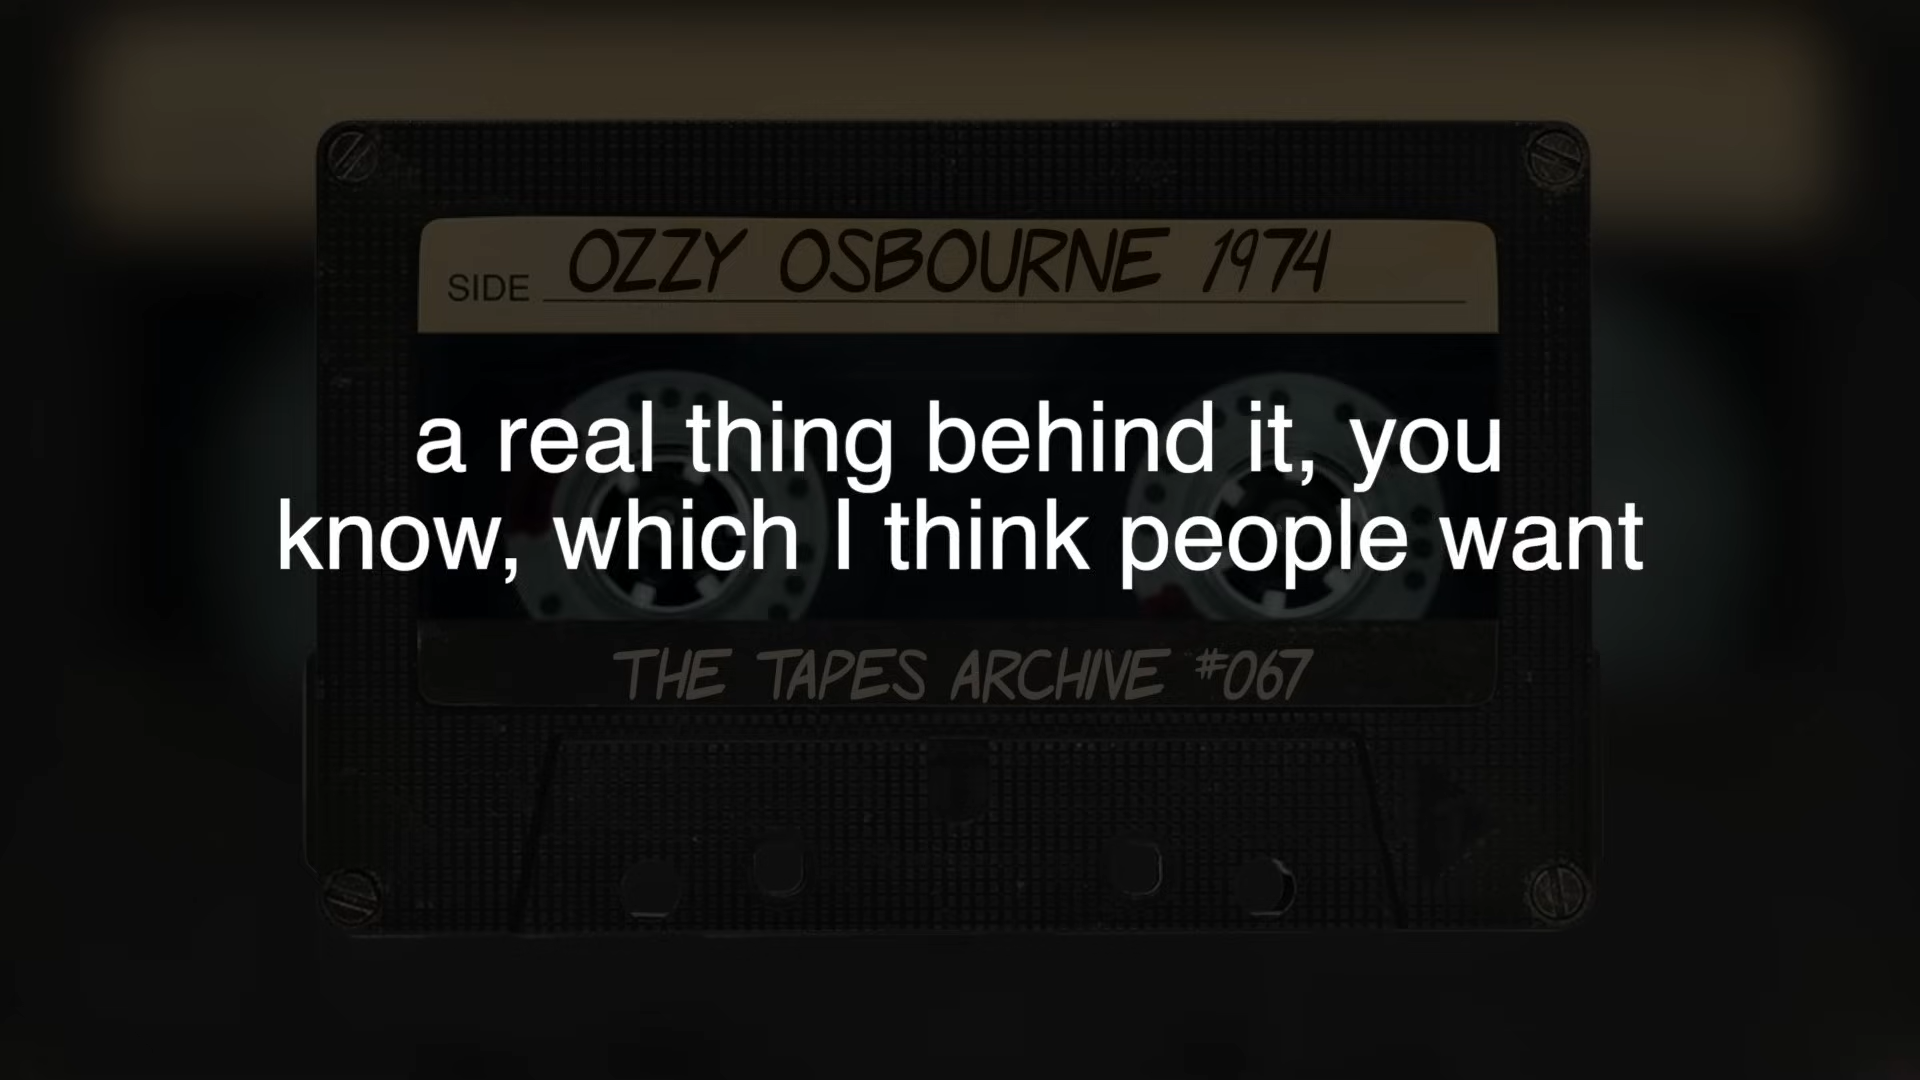 SIDE OZZY OSBOURNE 1974
a real thing behind it, you
know, which I think people want
THE TAPES ARCHIVE #067